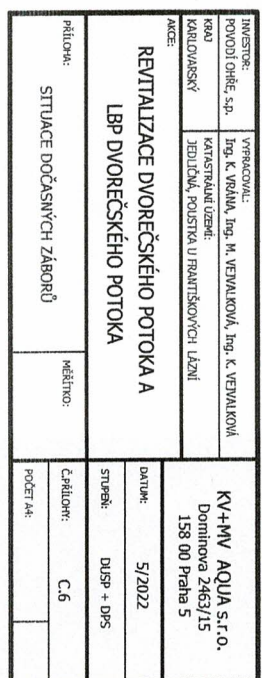 INVESTOR:
POVODÍ OHŘE, s.p.
VYPRACOVAL:
Ing. K. VRÁNA, Ing. M. VEJVALKOVÁ, Ing. K. VEJVALKOVÁ
KRAJ
KARLOVARSKÝ
KATASTRÁLNÍ ÚZEMÍ:
JEDLIČNÁ, POUSTKA U FRANTIŠKOVÝCH LÁZNÍ
KV+MV AQUA s.r.o.
Dominova 2463/15
158 00 Praha 5
AKCE:
REVITALIZACE DVOREČSKÉHO POTOKA A
LBP DVOREČSKÉHO POTOKA
DATUM:
5/2022
STUPEŇ:
DUSP + DPS
PŘÍLOHA:
SITUACE DOČASNÝCH ZÁBORŮ
MĚŘÍTKO:
Č.PŘÍLOHY:
C.6
POČET A4: